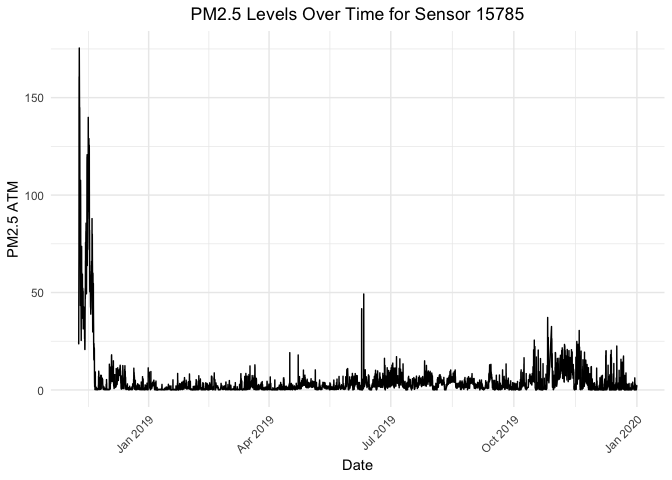 PM2.5 Levels Over Time for Sensor 15785
PM2.5 ATM
150
100
50
0
Jan 2019
Apr 2019
Jul 2019
Oct 2019
Jan 2020
Date